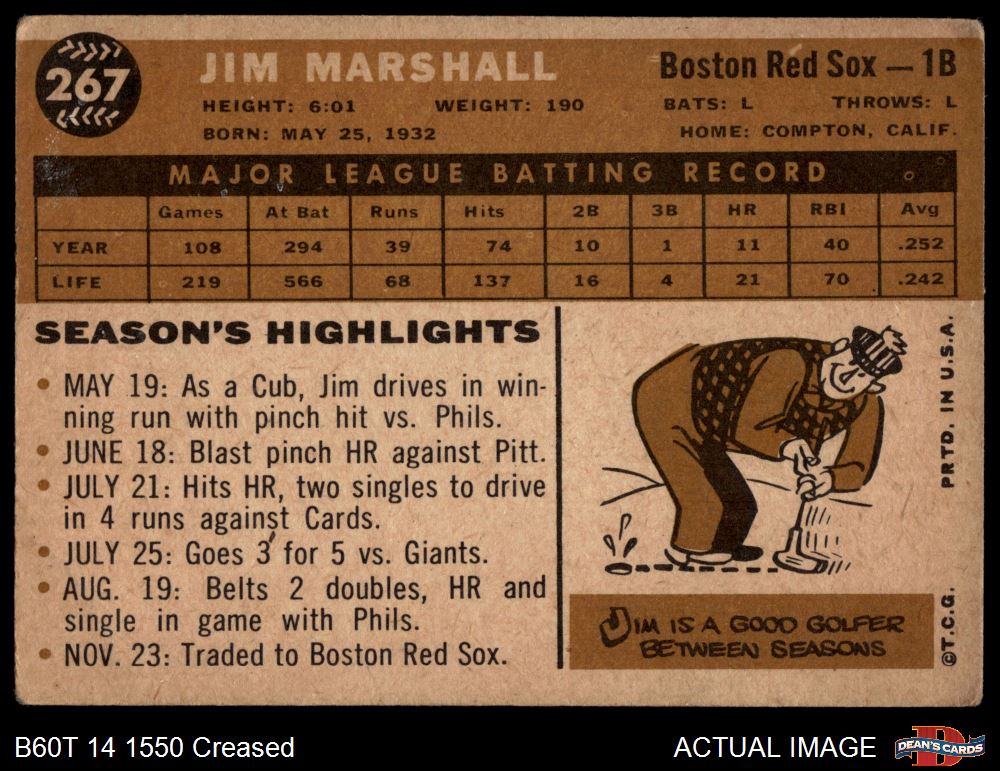 267
JIM MARSHALL
Boston Red Sox — 1B
HEIGHT: 6:01 WEIGHT: 190 BATS: L THROWS: L
BORN: MAY 25, 1932 HOME: COMPTON, CALIF.
MAJOR LEAGUE BATTING RECORD
Games At Bat Runs Hits 2B 3B HR RBI Avg
YEAR 108 294 39 74 10 1 11 40 .252
LIFE 219 566 68 137 16 4 21 70 .242
SEASON'S HIGHLIGHTS
• MAY 19: As a Cub, Jim drives in win-
ning run with pinch hit vs. Phils.
• JUNE 18: Blast pinch HR against Pitt.
• JULY 21: Hits HR, two singles to drive
in 4 runs against Cards.
• JULY 25: Goes 3 for 5 vs. Giants.
• AUG. 19: Belts 2 doubles, HR and
single in game with Phils.
• NOV. 23: Traded to Boston Red Sox.
JIM IS A GOOD GOLFER
BETWEEN SEASONS
PRTD. IN U.S.A.
©T.C.G.
B60T 14 1550 Creased
ACTUAL IMAGE
D
DEAN'S CARDS